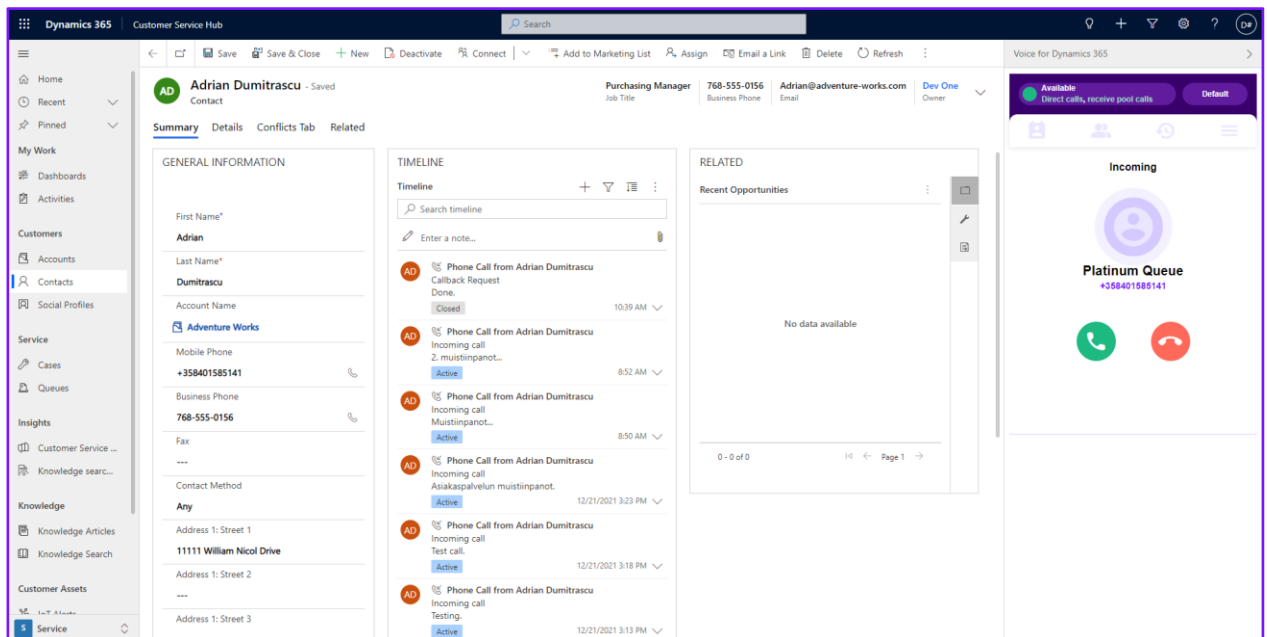 Dynamics 365 Customer Service Hub Search D#
Save Save & Close New Deactivate Connect Add to Marketing List Assign Email a Link Delete Refresh
Home
Recent
Pinned
My Work
Dashboards
Activities
Customers
Accounts
Contacts
Social Profiles
Service
Cases
Queues
Insights
Customer Service ...
Knowledge searc...
Knowledge
Knowledge Articles
Knowledge Search
Customer Assets
IoT Alerts
S Service
AD Adrian Dumitrascu - Saved
Contact
Purchasing Manager
Job Title
768-555-0156
Business Phone
Adrian@adventure-works.com
Email
Dev One
Owner
Summary Details Conflicts Tab Related
GENERAL INFORMATION
First Name*
Adrian
Last Name*
Dumitrascu
Account Name
Adventure Works
Mobile Phone
+358401585141
Business Phone
768-555-0156
Fax
---
Contact Method
Any
Address 1: Street 1
11111 William Nicol Drive
Address 1: Street 2
---
Address 1: Street 3
TIMELINE
Timeline
Search timeline
Enter a note...
AD Phone Call from Adrian Dumitrascu
Callback Request
Done.
Closed 10:39 AM
AD Phone Call from Adrian Dumitrascu
Incoming call
2. muistiinpanot...
Active 8:52 AM
AD Phone Call from Adrian Dumitrascu
Incoming call
Muistiinpanot...
Active 8:50 AM
AD Phone Call from Adrian Dumitrascu
Incoming call
Asiakaspalvelun muistiinpanot.
Active 12/21/2021 3:23 PM
AD Phone Call from Adrian Dumitrascu
Incoming call
Test call.
Active 12/21/2021 3:18 PM
AD Phone Call from Adrian Dumitrascu
Incoming call
Testing.
Active 12/21/2021 3:13 PM
RELATED
Recent Opportunities
No data available
0 - 0 of 0 Page 1
Voice for Dynamics 365
Available
Direct calls, receive pool calls
Default
Incoming
Platinum Queue
+358401585141